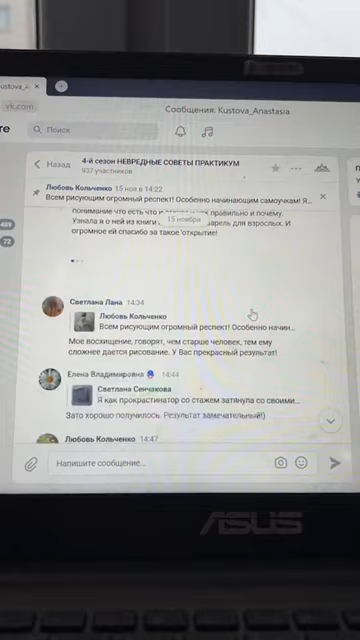 vk.com
Сообщения: Kustova_Anastasia
re
Поиск
Назад
4-й сезон НЕВРЕДНЫЕ СОВЕТЫ ПРАКТИКУМ
937 участников
Любовь Кольченко 15 ноя в 14:22
Всем рисующим огромный респект! Особенно начинающим самоучкам! Я...
понимание что есть что и правильно и почему.
15 ноября
Узнала я о ней из книги варель для взрослых. И
огромное ей спасибо за такое открытие!
489
72
Светлана Лана 14:34
Любовь Кольченко
Всем рисующим огромный респект! Особенно начин...
Мое восхищение, говорят, чем старше человек, тем ему
сложнее дается рисование. У Вас прекрасный результат!
Елена Владимировна 14:44
Светлана Сенчакова
Я как прокрастинатор со стажем затянула со своими...
Зато хорошо получилось. Результат замечательный!)
Любовь Кольченко 14:47
Напишите сообщение...
ASUS